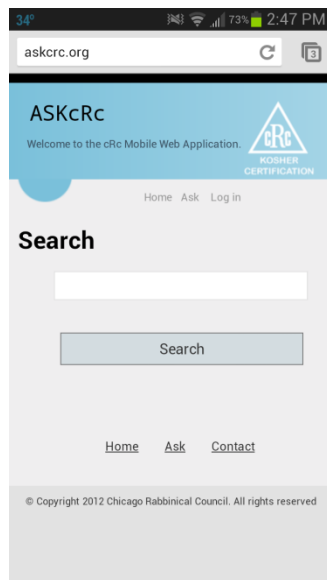 34° 73% 2:47 PM
askcrc.org 3
ASKcRc
Welcome to the cRc Mobile Web Application.
cRc
KOSHER
CERTIFICATION
Home Ask Log in
Search
Search
Home Ask Contact
© Copyright 2012 Chicago Rabbinical Council. All rights reserved